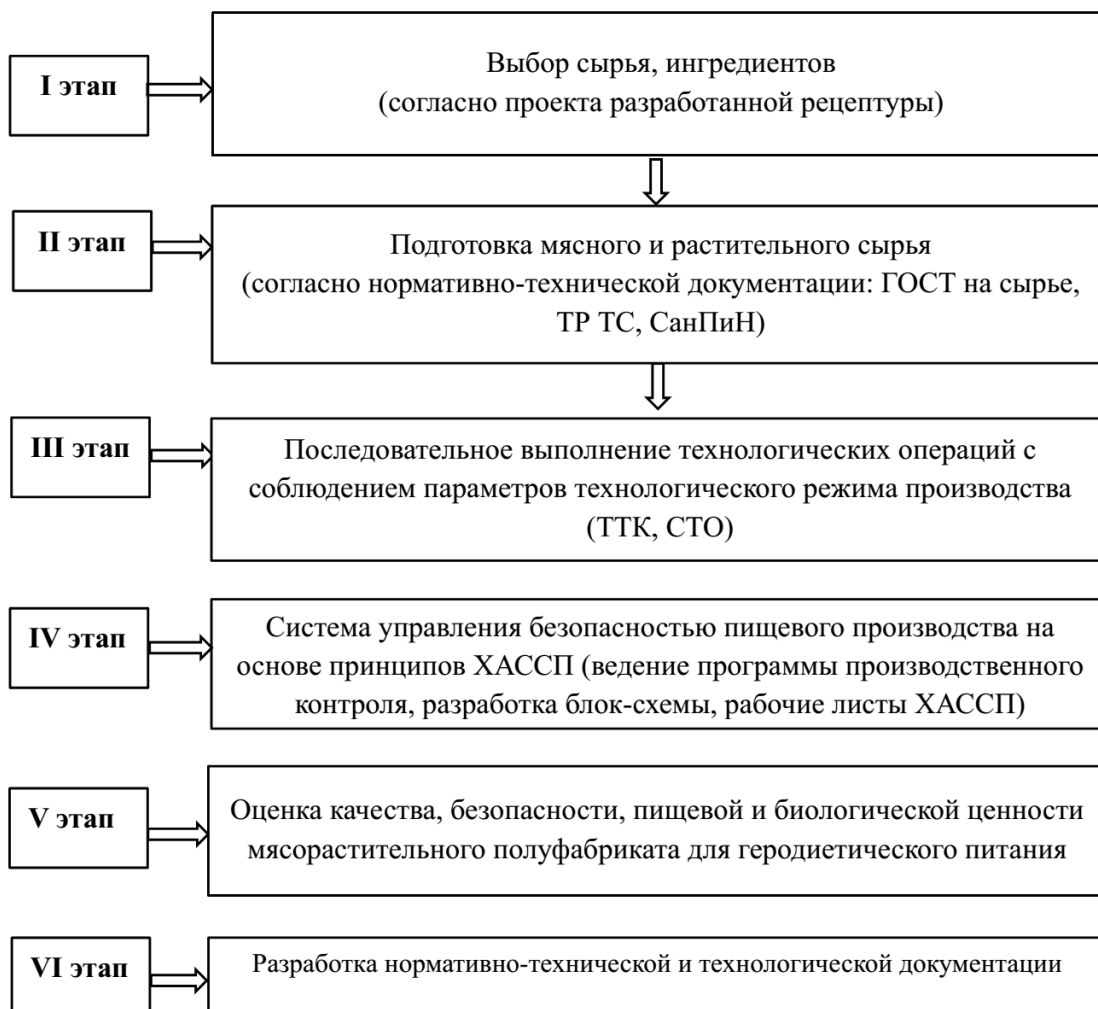 I этап
Выбор сырья, ингредиентов
(согласно проекта разработанной рецептуры)
II этап
Подготовка мясного и растительного сырья
(согласно нормативно-технической документации: ГОСТ на сырье,
ТР ТС, СанПиН)
III этап
Последовательное выполнение технологических операций с
соблюдением параметров технологического режима производства
(ТТК, СТО)
IV этап
Система управления безопасностью пищевого производства на
основе принципов ХАССП (ведение программы производственного
контроля, разработка блок-схемы, рабочие листы ХАССП)
V этап
Оценка качества, безопасности, пищевой и биологической ценности
мясорастительного полуфабриката для геродиетического питания
VI этап
Разработка нормативно-технической и технологической документации